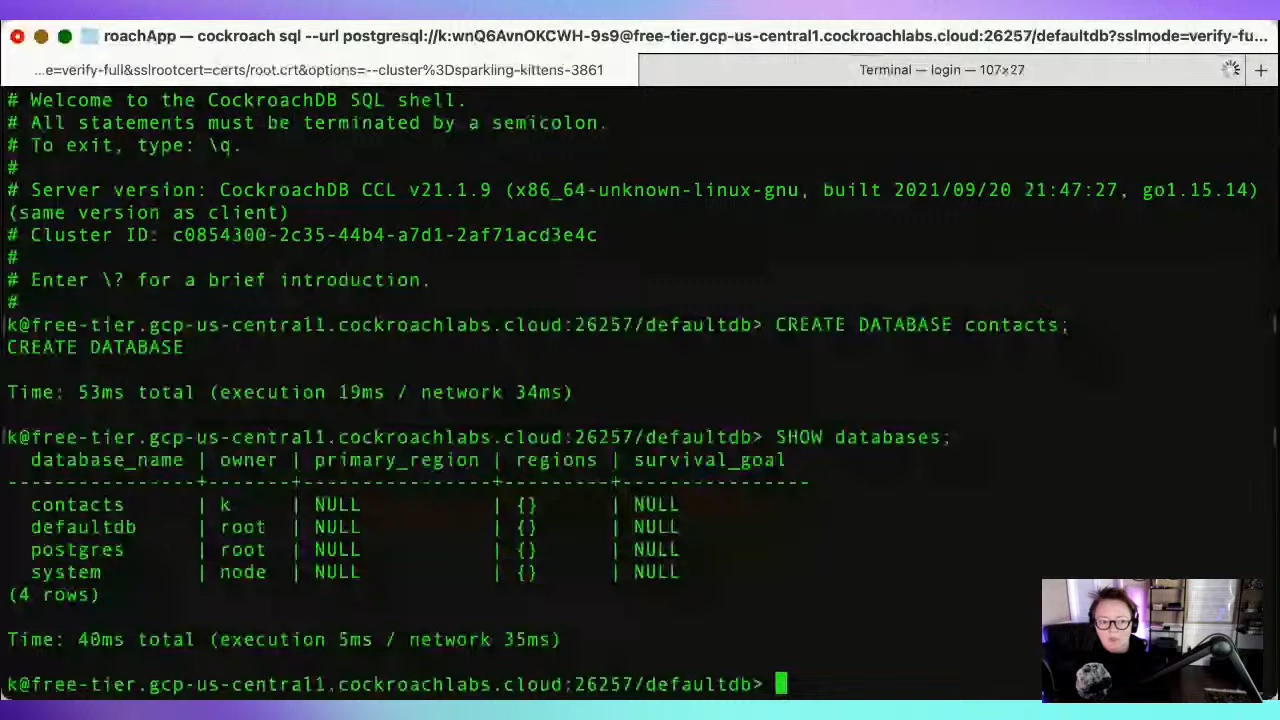 roachApp — cockroach sql --url postgresql://k:wnQ6AvnOKCWH-9s9@free-tier.gcp-us-central1.cockroachlabs.cloud:26257/defaultdb?sslmode=verify-fu...
...e=verify-full&sslrootcert=certs/root.crt&options=--cluster%3Dsparkling-kittens-3861
Terminal — login — 107×27
# Welcome to the CockroachDB SQL shell.
# All statements must be terminated by a semicolon.
# To exit, type: \q.
#
# Server version: CockroachDB CCL v21.1.9 (x86_64-unknown-linux-gnu, built 2021/09/20 21:47:27, go1.15.14)
(same version as client)
# Cluster ID: c0854300-2c35-44b4-a7d1-2af71acd3e4c
#
# Enter \? for a brief introduction.
#
k@free-tier.gcp-us-central1.cockroachlabs.cloud:26257/defaultdb> CREATE DATABASE contacts;
CREATE DATABASE
Time: 53ms total (execution 19ms / network 34ms)
k@free-tier.gcp-us-central1.cockroachlabs.cloud:26257/defaultdb> SHOW databases;
database_name | owner | primary_region | regions | survival_goal
----------------+-------+----------------+---------+----------------
contacts | k | NULL | {} | NULL
defaultdb | root | NULL | {} | NULL
postgres | root | NULL | {} | NULL
system | node | NULL | {} | NULL
(4 rows)
Time: 40ms total (execution 5ms / network 35ms)
k@free-tier.gcp-us-central1.cockroachlabs.cloud:26257/defaultdb>